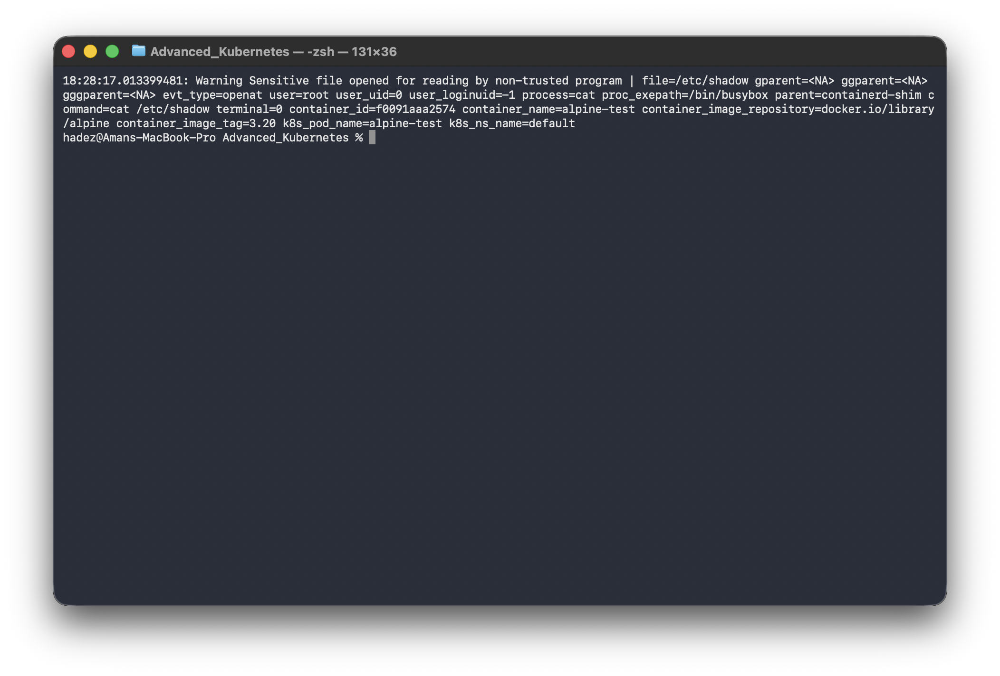 Advanced_Kubernetes — -zsh — 131×36
18:28:17.013399481: Warning Sensitive file opened for reading by non-trusted program | file=/etc/shadow gparent=<NA> ggparent=<NA>
gggparent=<NA> evt_type=openat user=root user_uid=0 user_loginuid=-1 process=cat proc_exepath=/bin/busybox parent=containerd-shim c
ommand=cat /etc/shadow terminal=0 container_id=f0091aaa2574 container_name=alpine-test container_image_repository=docker.io/library
/alpine container_image_tag=3.20 k8s_pod_name=alpine-test k8s_ns_name=default
hadez@Amans-MacBook-Pro Advanced_Kubernetes %